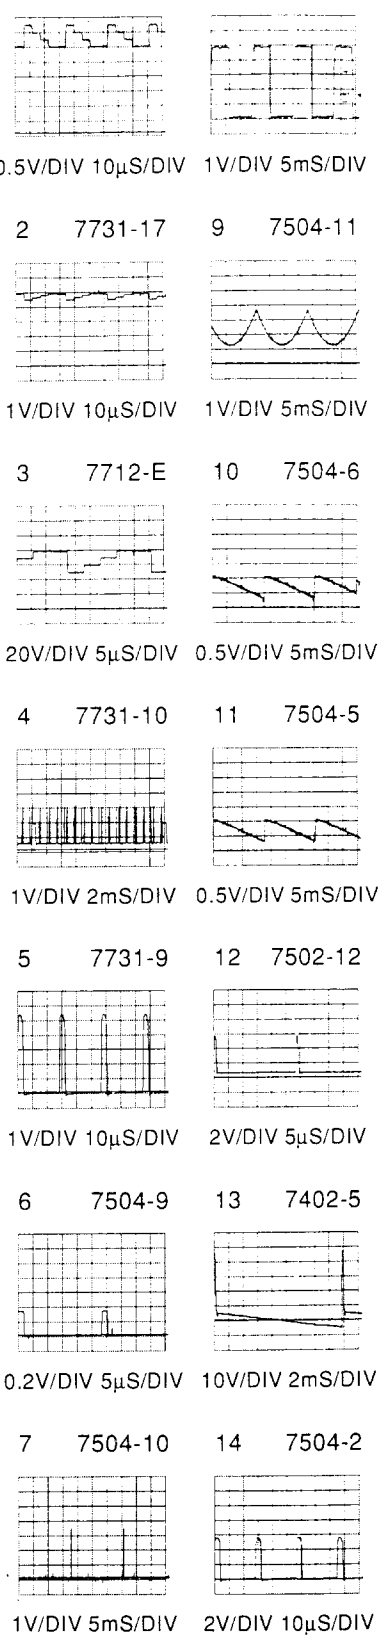 0.5V/DIV 10µS/DIV 1V/DIV 5mS/DIV
2 7731-17 9 7504-11
1V/DIV 10µS/DIV 1V/DIV 5mS/DIV
3 7712-E 10 7504-6
20V/DIV 5µS/DIV 0.5V/DIV 5mS/DIV
4 7731-10 11 7504-5
1V/DIV 2mS/DIV 0.5V/DIV 5mS/DIV
5 7731-9 12 7502-12
1V/DIV 10µS/DIV 2V/DIV 5µS/DIV
6 7504-9 13 7402-5
0.2V/DIV 5µS/DIV 10V/DIV 2mS/DIV
7 7504-10 14 7504-2
1V/DIV 5mS/DIV 2V/DIV 10µS/DIV